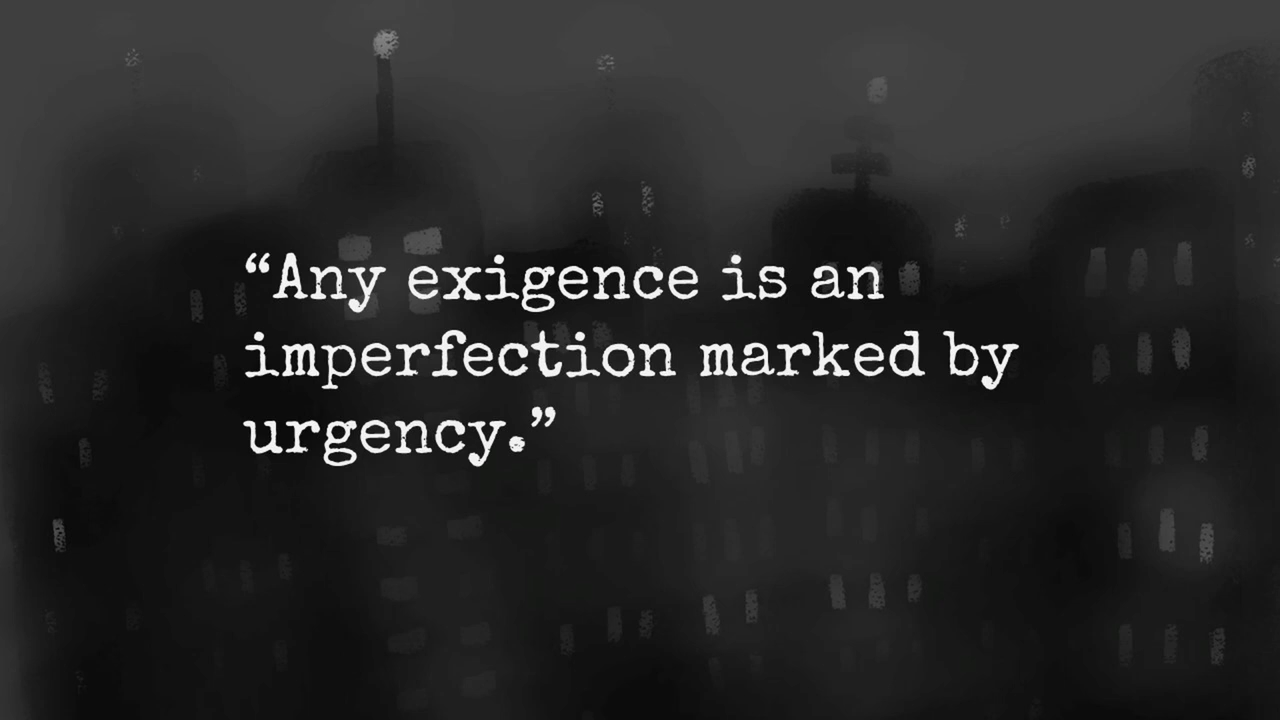 “Any exigence is an
imperfection marked by
urgency.”